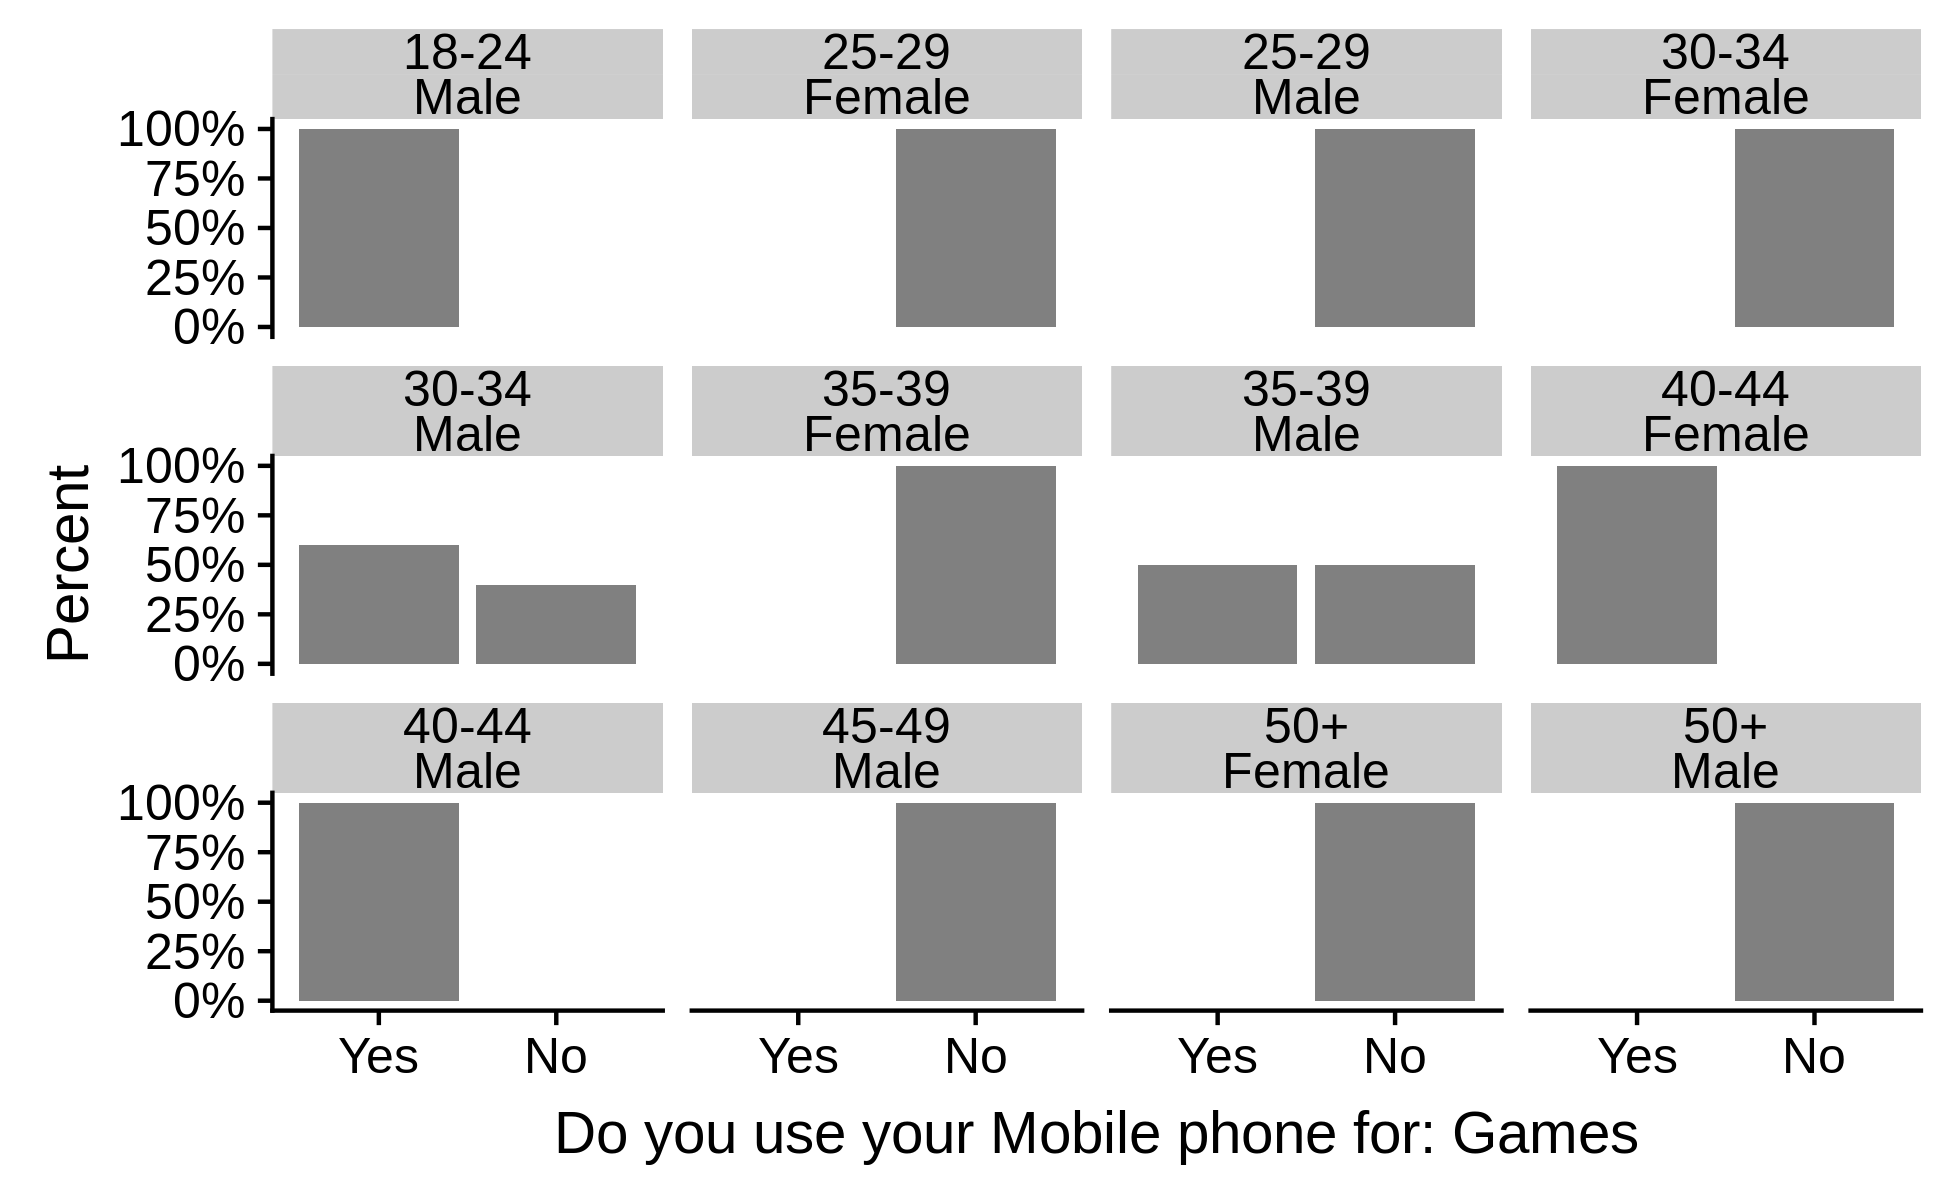 18-24
Male
25-29
Female
25-29
Male
30-34
Female
100%
75%
50%
25%
0%
30-34
Male
35-39
Female
35-39
Male
40-44
Female
100%
75%
50%
25%
0%
Percent
40-44
Male
45-49
Male
50+
Female
50+
Male
100%
75%
50%
25%
0%
Yes No Yes No Yes No Yes No
Do you use your Mobile phone for: Games